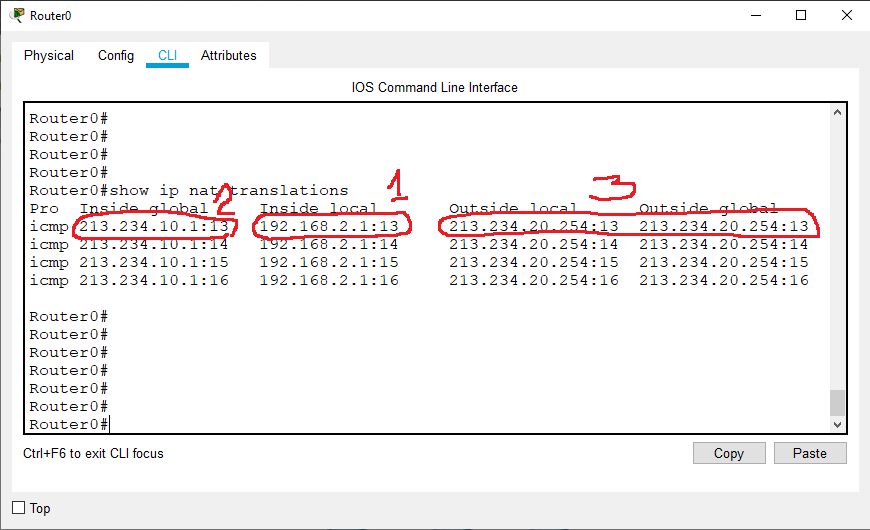 Router0
Physical Config CLI Attributes
IOS Command Line Interface
Router0#
Router0#
Router0#
Router0#
Router0#show ip nat translations
2 1 3
Pro Inside global Inside local Outside local Outside global
icmp 213.234.10.1:13 192.168.2.1:13 213.234.20.254:13 213.234.20.254:13
icmp 213.234.10.1:14 192.168.2.1:14 213.234.20.254:14 213.234.20.254:14
icmp 213.234.10.1:15 192.168.2.1:15 213.234.20.254:15 213.234.20.254:15
icmp 213.234.10.1:16 192.168.2.1:16 213.234.20.254:16 213.234.20.254:16
Router0#
Router0#
Router0#
Router0#
Router0#
Router0#
Router0#
Ctrl+F6 to exit CLI focus Copy Paste
Top